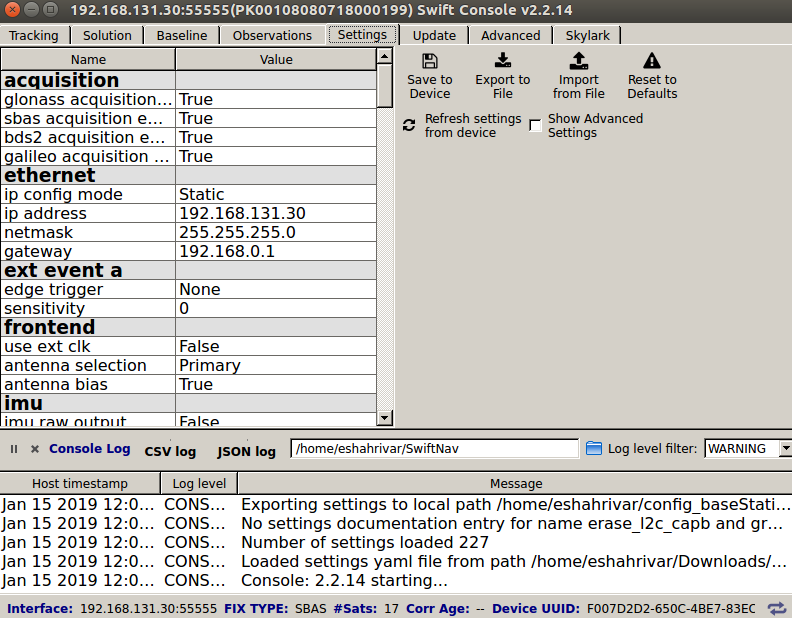 192.168.131.30:55555(PK00108080718000199) Swift Console v2.2.14
Tracking Solution Baseline Observations Settings Update Advanced Skylark
Name Value
acquisition
glonass acquisition... True
sbas acquisition e... True
bds2 acquisition e... True
galileo acquisition ... True
ethernet
ip config mode Static
ip address 192.168.131.30
netmask 255.255.255.0
gateway 192.168.0.1
ext event a
edge trigger None
sensitivity 0
frontend
use ext clk False
antenna selection Primary
antenna bias True
imu
imu raw output False
Save to
Device
Export to
File
Import
from File
Reset to
Defaults
Refresh settings
from device
Show Advanced
Settings
Console Log CSV log JSON log /home/eshahrivar/SwiftNav Log level filter: WARNING
Host timestamp Log level Message
Jan 15 2019 12:0... CONS... Exporting settings to local path /home/eshahrivar/config_baseStati...
Jan 15 2019 12:0... CONS... No settings documentation entry for name erase_l2c_capb and gr...
Jan 15 2019 12:0... CONS... Number of settings loaded 227
Jan 15 2019 12:0... CONS... Loaded settings yaml file from path /home/eshahrivar/Downloads/...
Jan 15 2019 12:0... CONS... Console: 2.2.14 starting...
Interface: 192.168.131.30:55555 FIX TYPE: SBAS #Sats: 17 Corr Age: -- Device UUID: F007D2D2-650C-4BE7-83EC